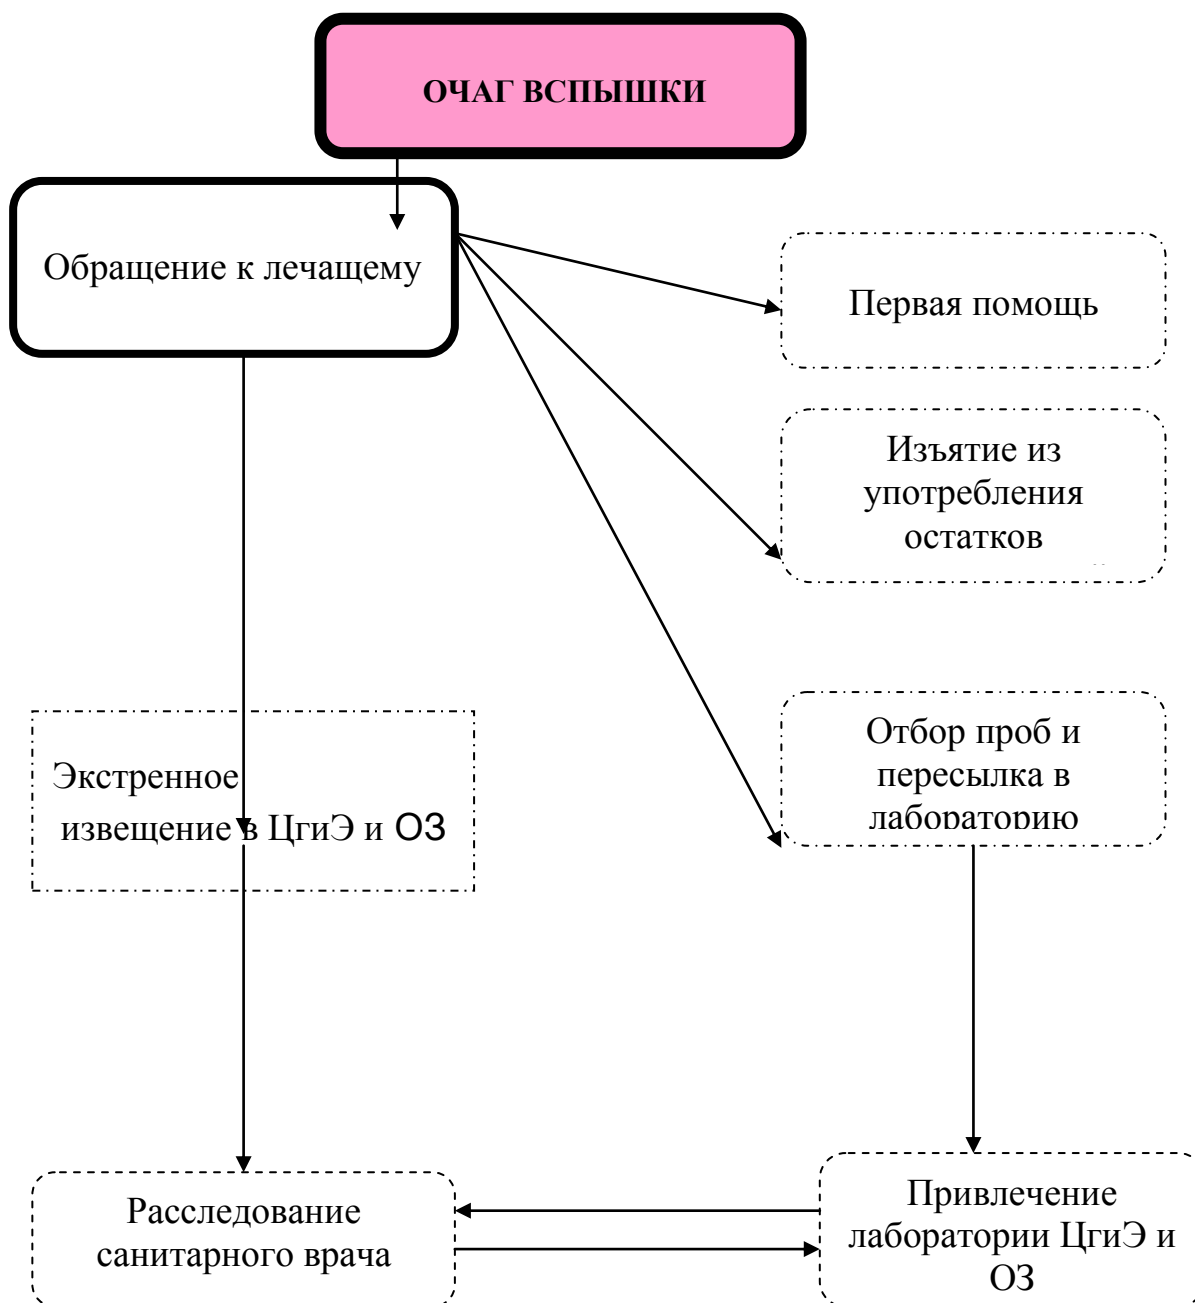 ОЧАГ ВСПЫШКИ
Обращение к лечащему
Первая помощь
Изъятие из
употребления
остатков
Отбор проб и
пересылка в
лабораторию
Экстренное
извещение в ЦгиЭ и ОЗ
Расследование
санитарного врача
Привлечение
лаборатории ЦгиЭ и
ОЗ